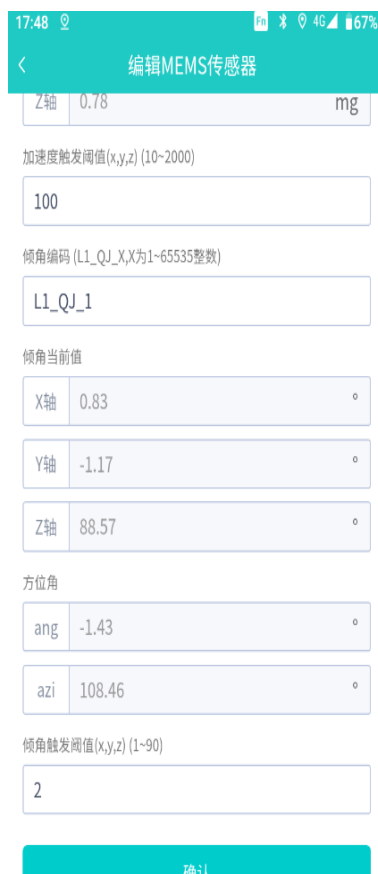 17:48 Fn 4G 67%
编辑MEMS传感器
Z轴 0.78 mg
加速度触发阈值(x,y,z) (10~2000)
100
倾角编码 (L1_QJ_X,X为1~65535整数)
L1_QJ_1
倾角当前值
X轴 0.83 °
Y轴 -1.17 °
Z轴 88.57 °
方位角
ang -1.43 °
azi 108.46 °
倾角触发阈值(x,y,z) (1~90)
2
确认